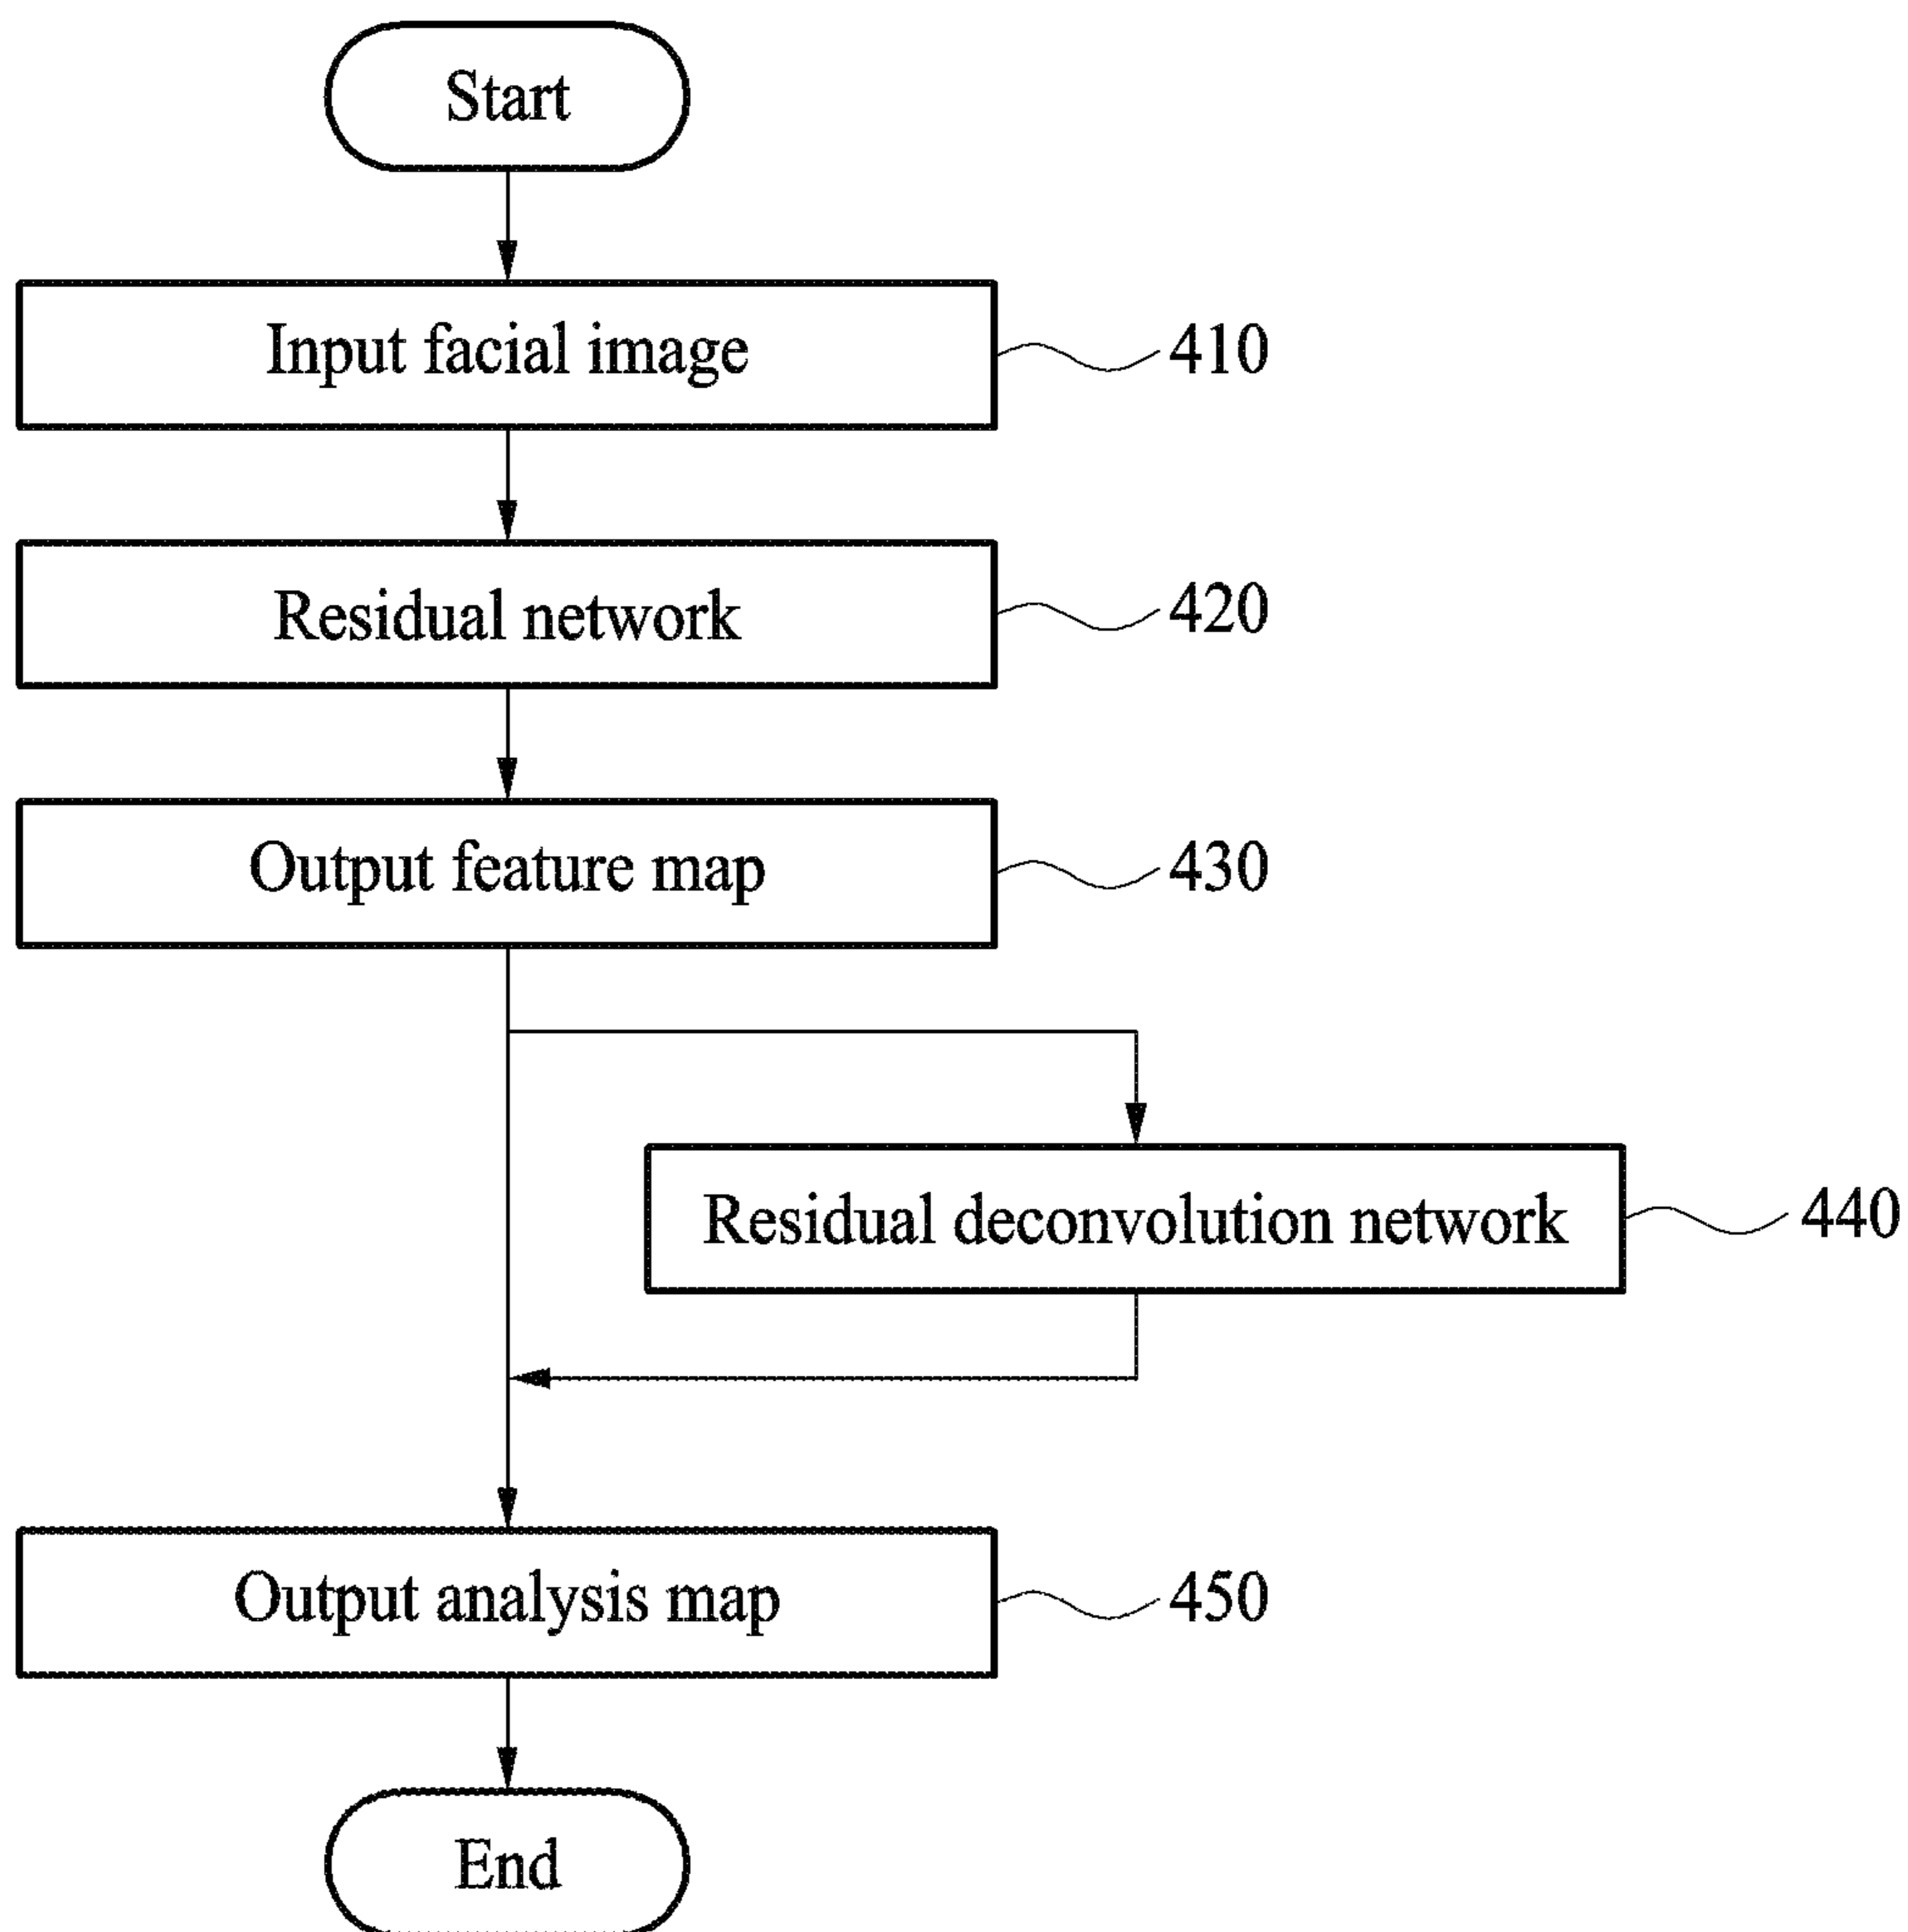 Start
Input facial image
410
Residual network
420
Output feature map
430
Residual deconvolution network
440
Output analysis map
450
End